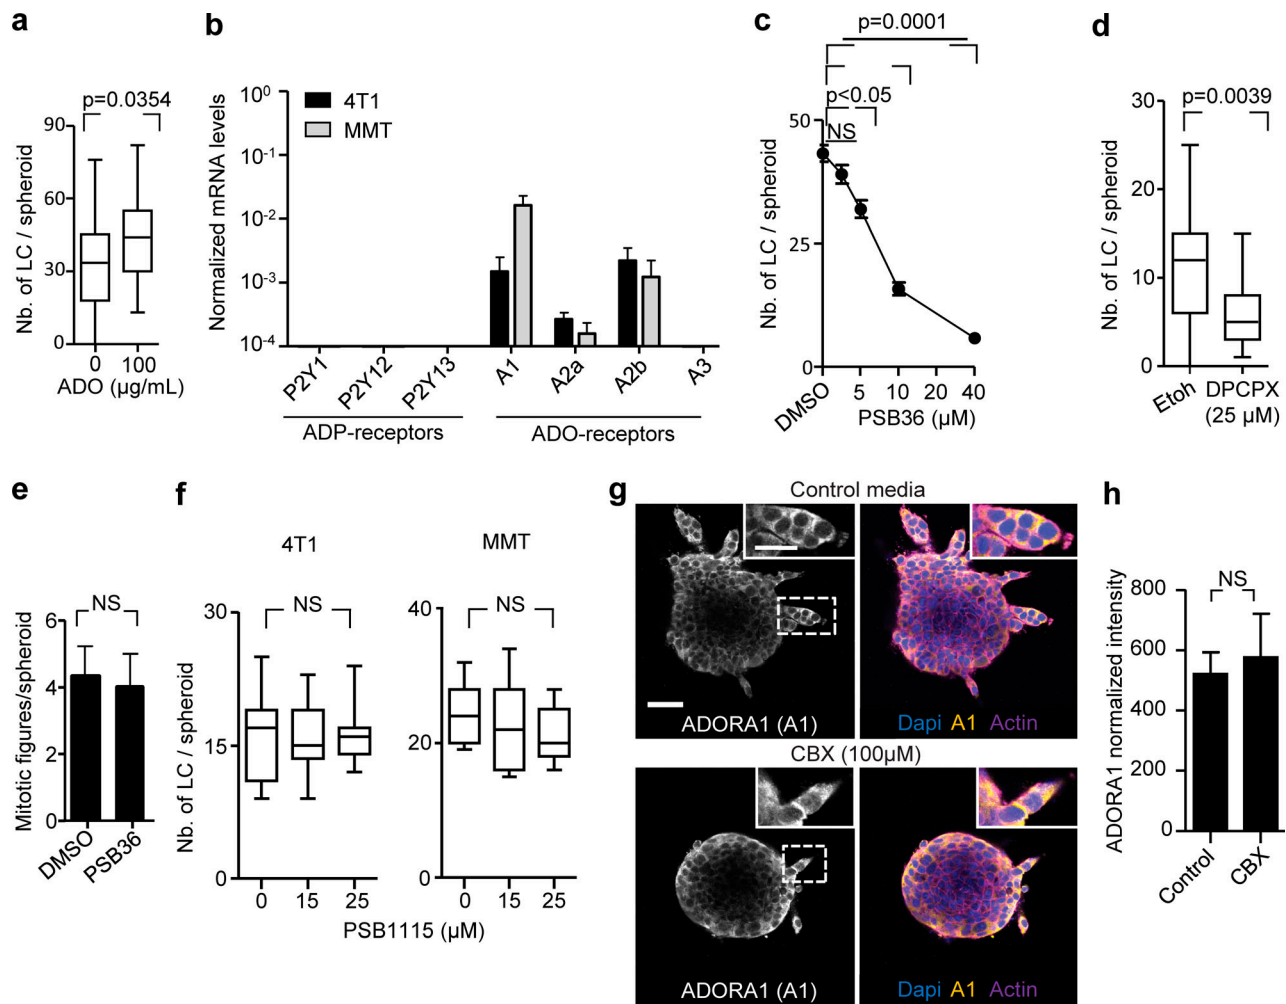 a
p=0.0354
Nb. of LC / spheroid
90
60
30
0
0
100
ADO (µg/mL)
b
Normalized mRNA levels
10⁰
10⁻¹
10⁻²
10⁻³
10⁻⁴
4T1
MMT
P2Y1
P2Y12
P2Y13
A1
A2a
A2b
A3
ADP-receptors
ADO-receptors
c
p=0.0001
p<0.05
NS
Nb. of LC / spheroid
50
25
0
DMSO
5
10
20
40
PSB36 (µM)
d
p=0.0039
Nb. of LC / spheroid
30
20
10
0
Etoh
DPCPX
(25 µM)
e
NS
Mitotic figures/spheroid
6
4
2
0
DMSO
PSB36
f
4T1
NS
Nb. of LC / spheroid
30
15
0
0
15
25
MMT
NS
40
20
0
0
15
25
PSB1115 (µM)
g
Control media
ADORA1 (A1)
Dapi A1 Actin
CBX (100µM)
ADORA1 (A1)
Dapi A1 Actin
h
NS
ADORA1 normalized intensity
800
600
400
200
0
Control
CBX